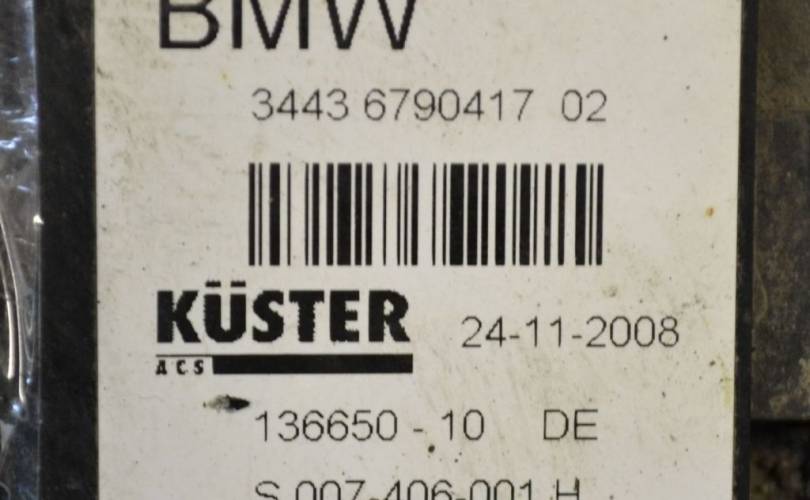 BMW
3443 6790417 02
KÜSTER
ACS
24-11-2008
136650 - 10 DE
S 007-406-001 H